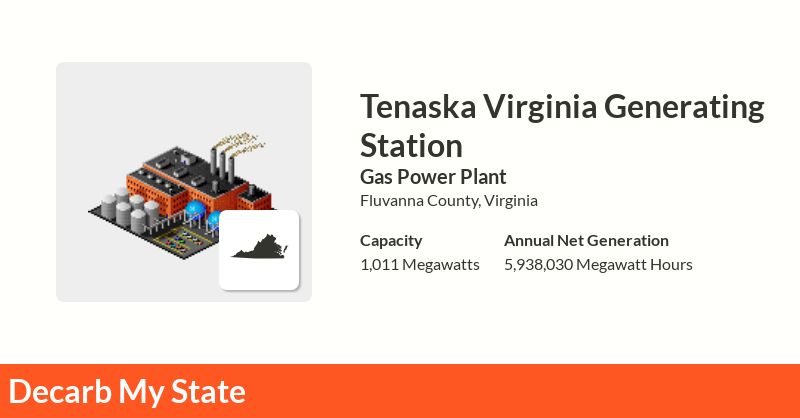 Tenaska Virginia Generating
Station
Gas Power Plant
Fluvanna County, Virginia
Capacity
1,011 Megawatts
Annual Net Generation
5,938,030 Megawatt Hours
Decarb My State